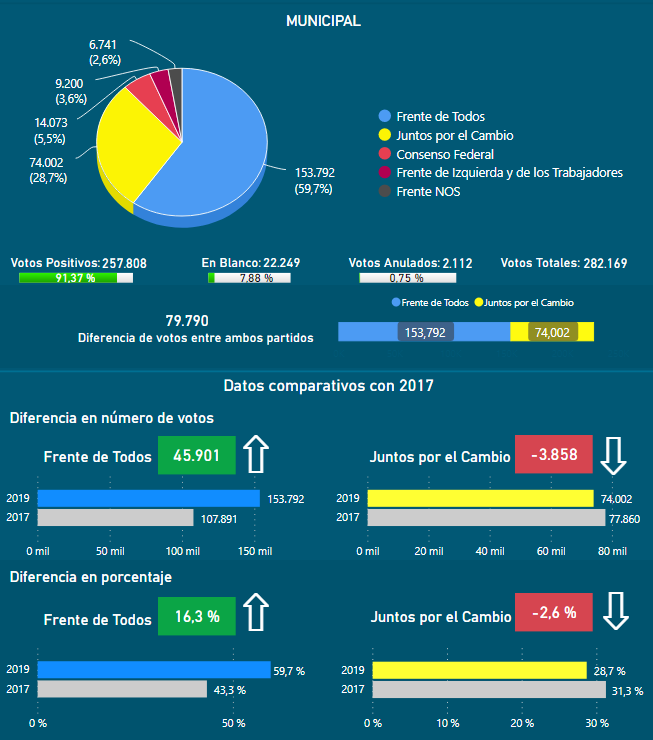 MUNICIPAL
6.741
(2,6%)
9.200
(3,6%)
14.073
(5,5%)
74.002
(28,7%)
153.792
(59,7%)
Frente de Todos
Juntos por el Cambio
Consenso Federal
Frente de Izquierda y de los Trabajadores
Frente NOS
Votos Positivos: 257.808
91,37 %
En Blanco: 22.249
7,88 %
Votos Anulados: 2.112
0,75 %
Votos Totales: 282.169
79.790
Diferencia de votos entre ambos partidos
Frente de Todos Juntos por el Cambio
153,792 74,002
Datos comparativos con 2017
Diferencia en número de votos
Frente de Todos 45.901
2019 153.792
2017 107.891
0 mil 50 mil 100 mil 150 mil
Juntos por el Cambio -3.858
2019 74,002
2017 77.860
0 mil 20 mil 40 mil 60 mil 80 mil
Diferencia en porcentaje
Frente de Todos 16,3 %
2019 59,7 %
2017 43,3 %
0 % 50 %
Juntos por el Cambio -2,6 %
2019 28,7 %
2017 31,3 %
0 % 10 % 20 % 30 %